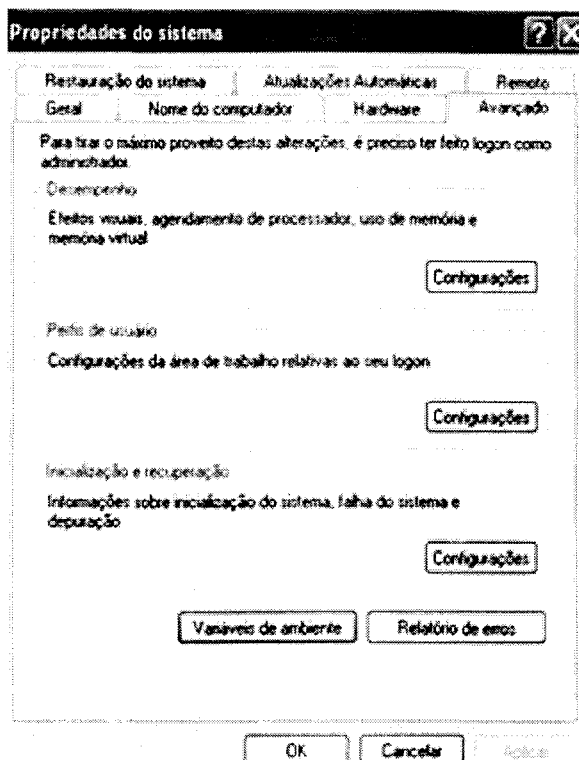 Propriedades do sistema
Restauração do sistema Atualizações Automáticas Remoto
Geral Nome do computador Hardware Avançado
Para tirar o máximo proveito destas alterações, é preciso ter feito logon como
administrador.
Desempenho
Efeitos visuais, agendamento de processador, uso de memória e
memória virtual
Configurações
Perfis de usuário
Configurações da área de trabalho relativas ao seu logon
Configurações
Inicialização e recuperação
Informações sobre inicialização do sistema, falha do sistema e
depuração
Configurações
Variáveis de ambiente Relatório de erros
OK Cancelar Aplicar